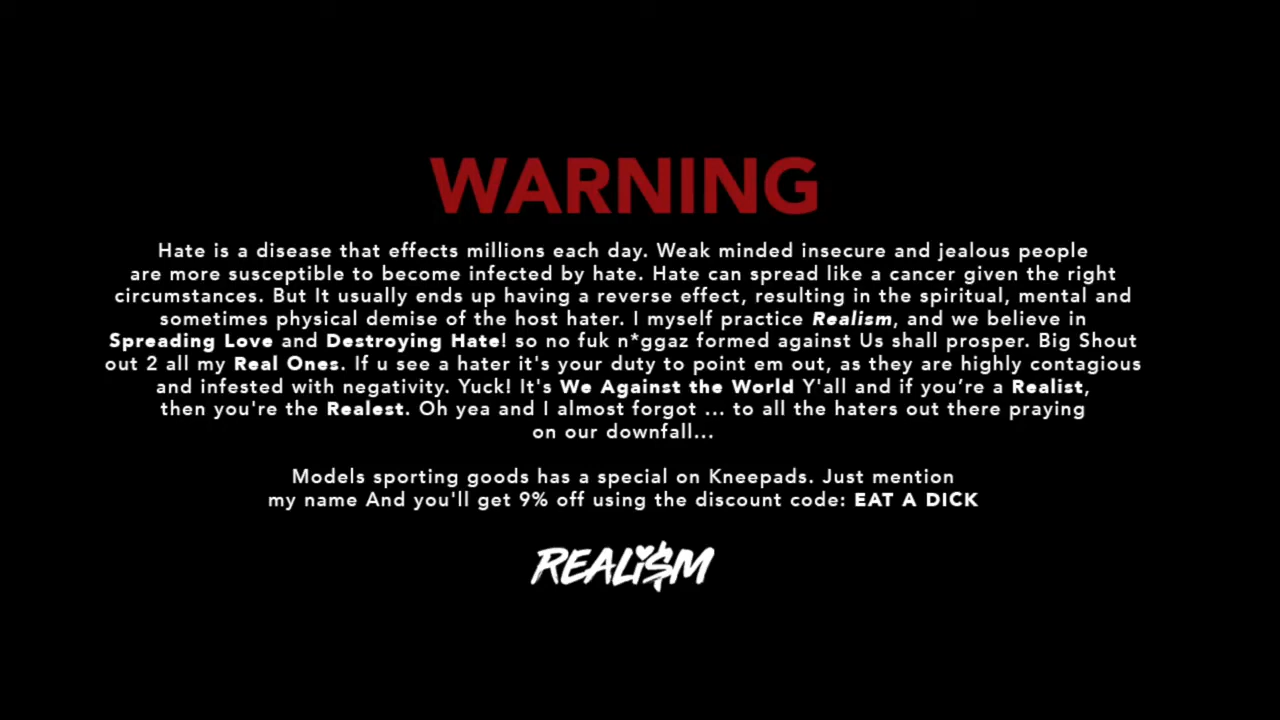 WARNING
Hate is a disease that effects millions each day. Weak minded insecure and jealous people
are more susceptible to become infected by hate. Hate can spread like a cancer given the right
circumstances. But It usually ends up having a reverse effect, resulting in the spiritual, mental and
sometimes physical demise of the host hater. I myself practice Realism, and we believe in
Spreading Love and Destroying Hate! so no fuk n*ggaz formed against Us shall prosper. Big Shout
out 2 all my Real Ones. If u see a hater it's your duty to point em out, as they are highly contagious
and infested with negativity. Yuck! It's We Against the World Y'all and if you’re a Realist,
then you're the Realest. Oh yea and I almost forgot ... to all the haters out there praying
on our downfall...
Models sporting goods has a special on Kneepads. Just mention
my name And you'll get 9% off using the discount code: EAT A DICK
REALi$M